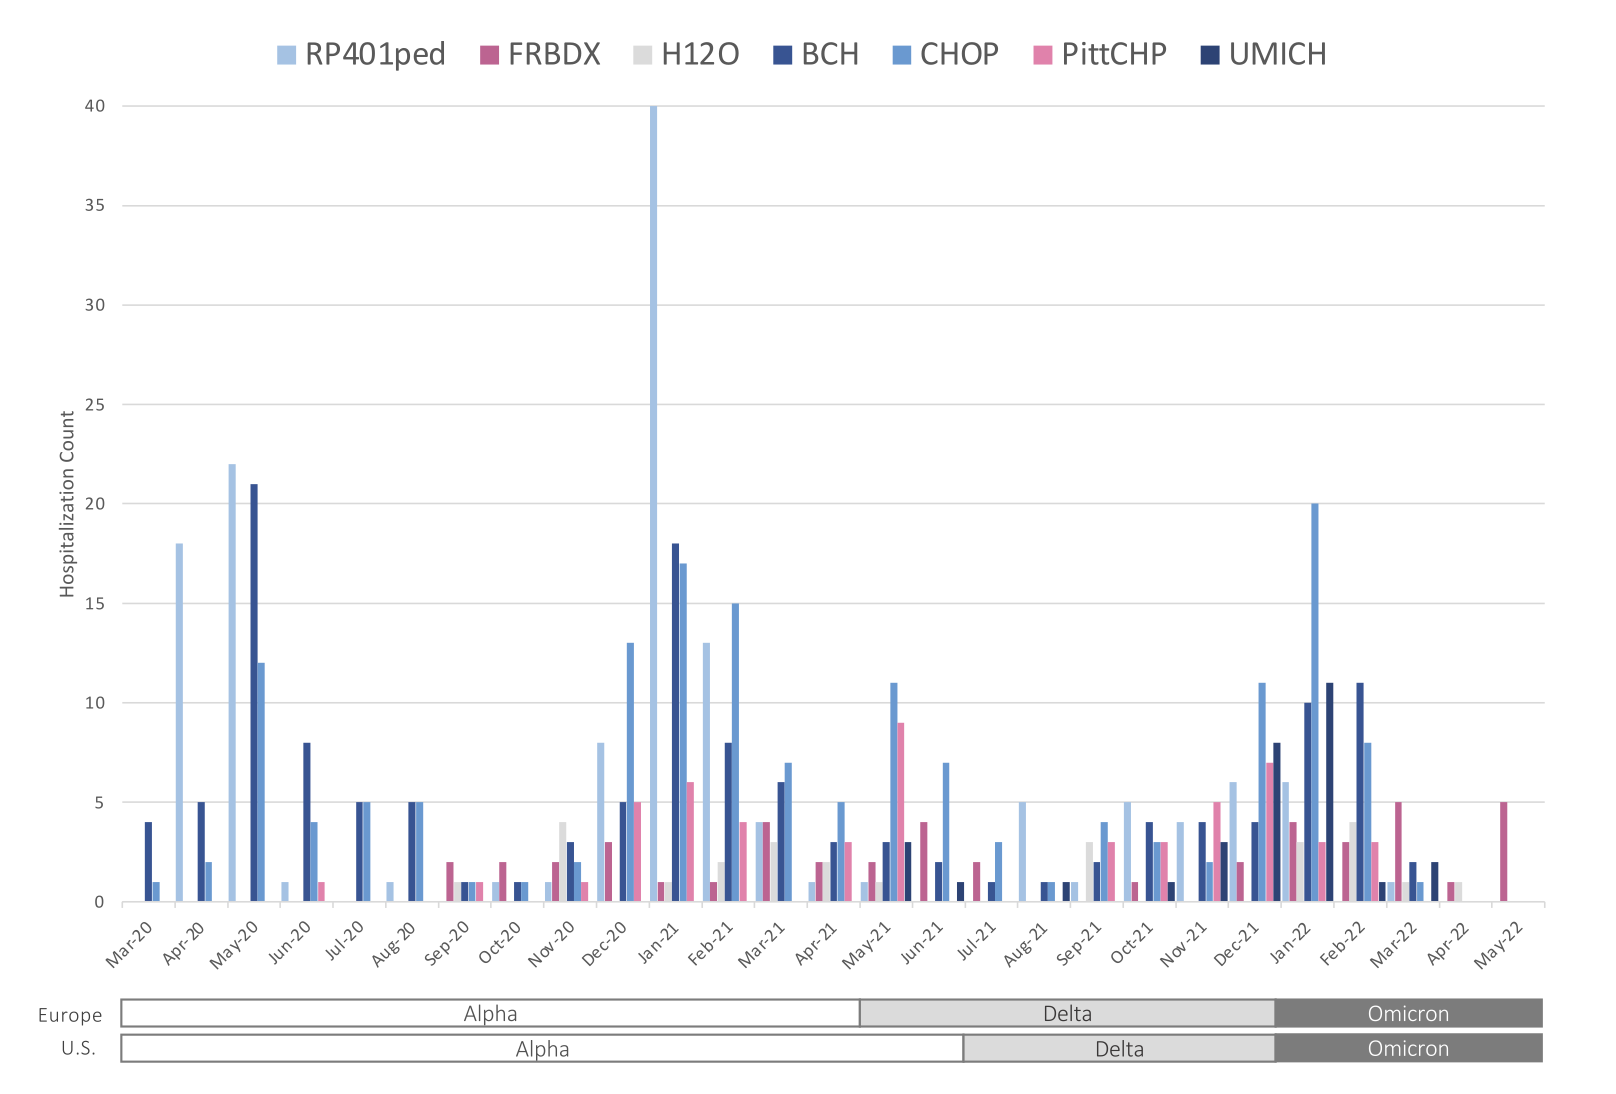 RP401ped FRBDX H12O BCH CHOP PittCHP UMICH
40
35
30
25
20
15
10
5
0
Hospitalization Count
Mar-20 Apr-20 May-20 Jun-20 Jul-20 Aug-20 Sep-20 Oct-20 Nov-20 Dec-20 Jan-21 Feb-21 Mar-21 Apr-21 May-21 Jun-21 Jul-21 Aug-21 Sep-21 Oct-21 Nov-21 Dec-21 Jan-22 Feb-22 Mar-22 Apr-22 May-22
Europe Alpha Delta Omicron
U.S. Alpha Delta Omicron